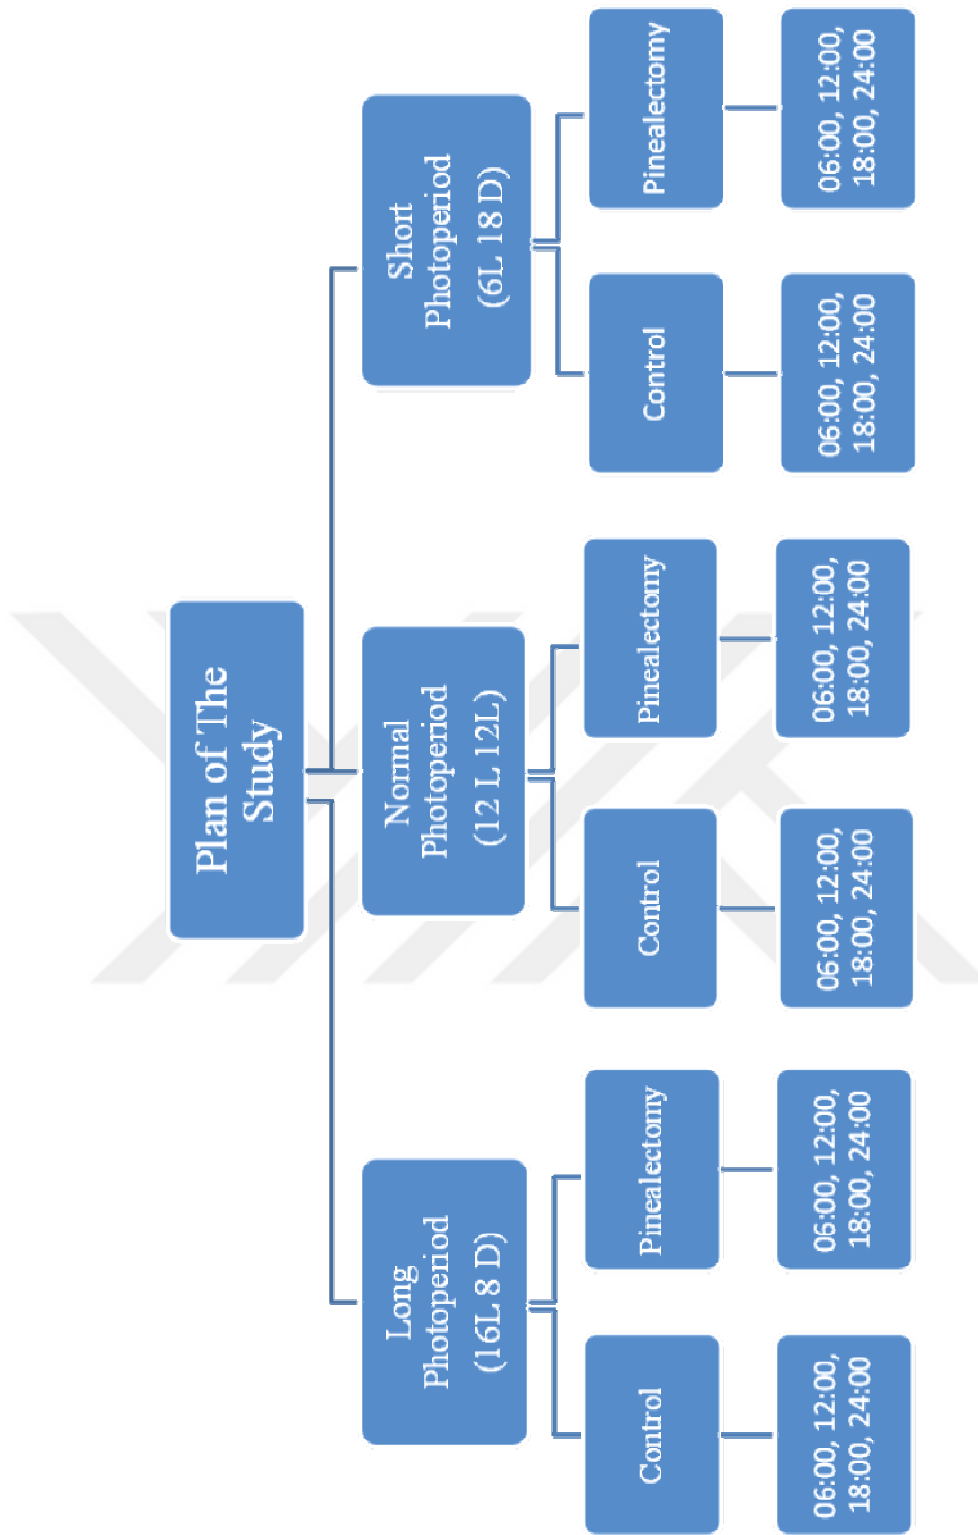 Plan of The
Study
Long
Photoperiod
(16L 8 D)
Normal
Photoperiod
(12 L 12L)
Short
Photoperiod
(6L 18 D)
Control
Pinealectomy
Control
Pinealectomy
Control
Pinealectomy
06:00, 12:00,
18:00, 24:00
06:00, 12:00,
18:00, 24:00
06:00, 12:00,
18:00, 24:00
06:00, 12:00,
18:00, 24:00
06:00, 12:00,
18:00, 24:00
06:00, 12:00,
18:00, 24:00